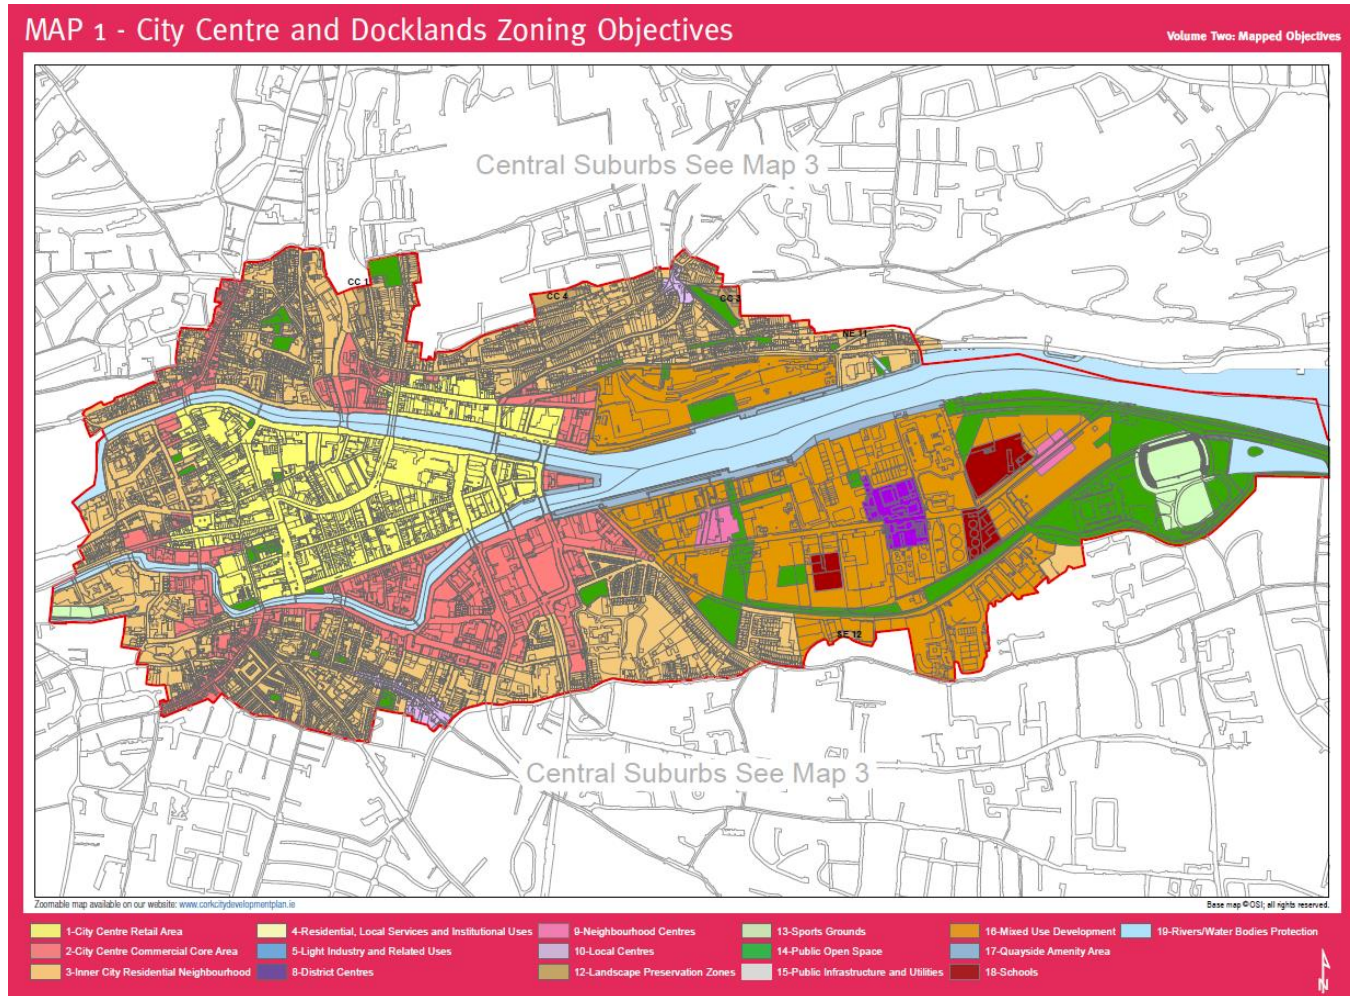 MAP 1 - City Centre and Docklands Zoning Objectives
Volume Two: Mapped Objectives
Central Suburbs See Map 3
CC 1
CC 4
CC 3
NE 11
SE 12
Central Suburbs See Map 3
Zoomable map available on our website: www.corkcitydevelopmentplan.ie
Base map ©OSI; all rights reserved.
1-City Centre Retail Area
2-City Centre Commercial Core Area
3-Inner City Residential Neighbourhood
4-Residential, Local Services and Institutional Uses
5-Light Industry and Related Uses
8-District Centres
9-Neighbourhood Centres
10-Local Centres
12-Landscape Preservation Zones
13-Sports Grounds
14-Public Open Space
15-Public Infrastructure and Utilities
16-Mixed Use Development
17-Quayside Amenity Area
18-Schools
19-Rivers/Water Bodies Protection
N